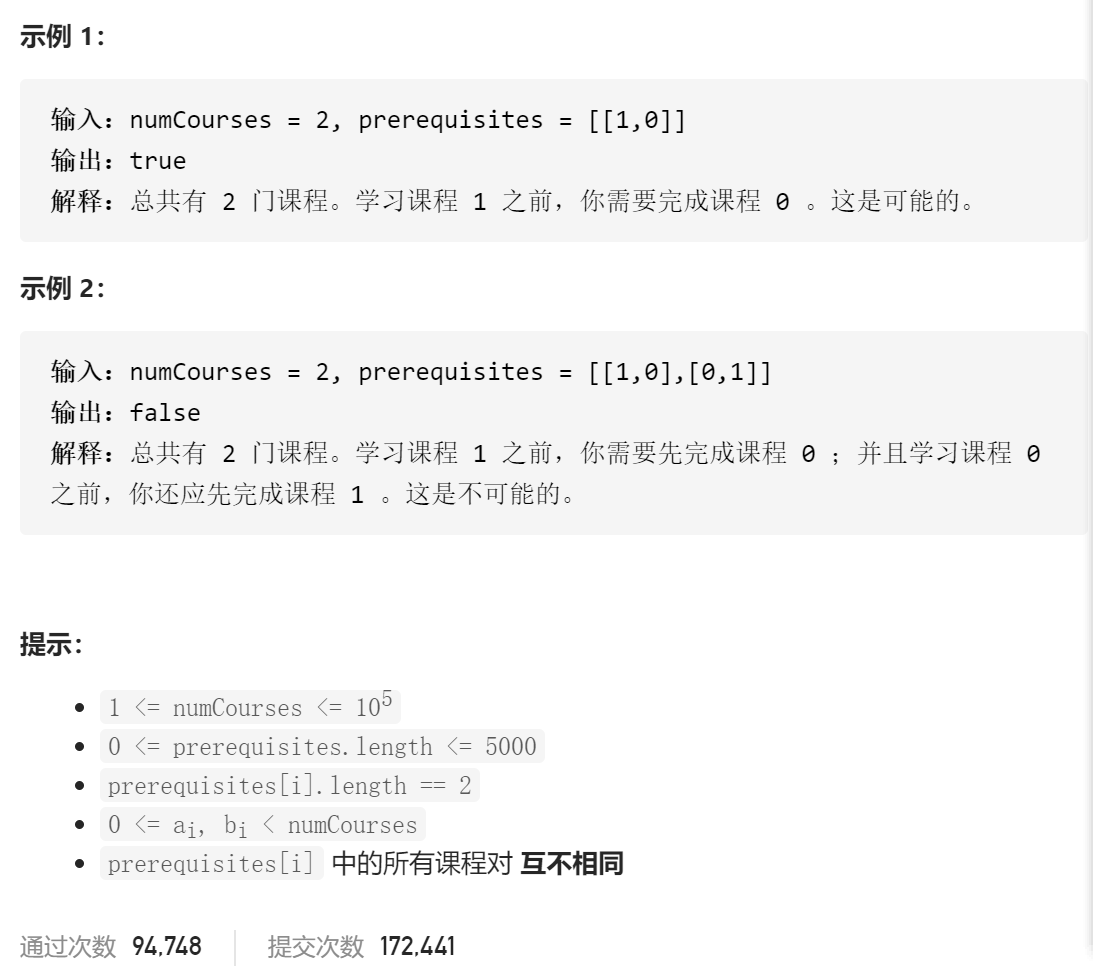 示例 1：
输入：numCourses = 2, prerequisites = [[1,0]]
输出：true
解释：总共有 2 门课程。学习课程 1 之前，你需要完成课程 0 。这是可能的。
示例 2：
输入：numCourses = 2, prerequisites = [[1,0],[0,1]]
输出：false
解释：总共有 2 门课程。学习课程 1 之前，你需要先完成课程 0 ；并且学习课程 0
之前，你还应先完成课程 1 。这是不可能的。
提示：
1 <= numCourses <= 10⁵
0 <= prerequisites.length <= 5000
prerequisites[i].length == 2
0 <= aᵢ, bᵢ < numCourses
prerequisites[i] 中的所有课程对 互不相同
通过次数 94,748 提交次数 172,441